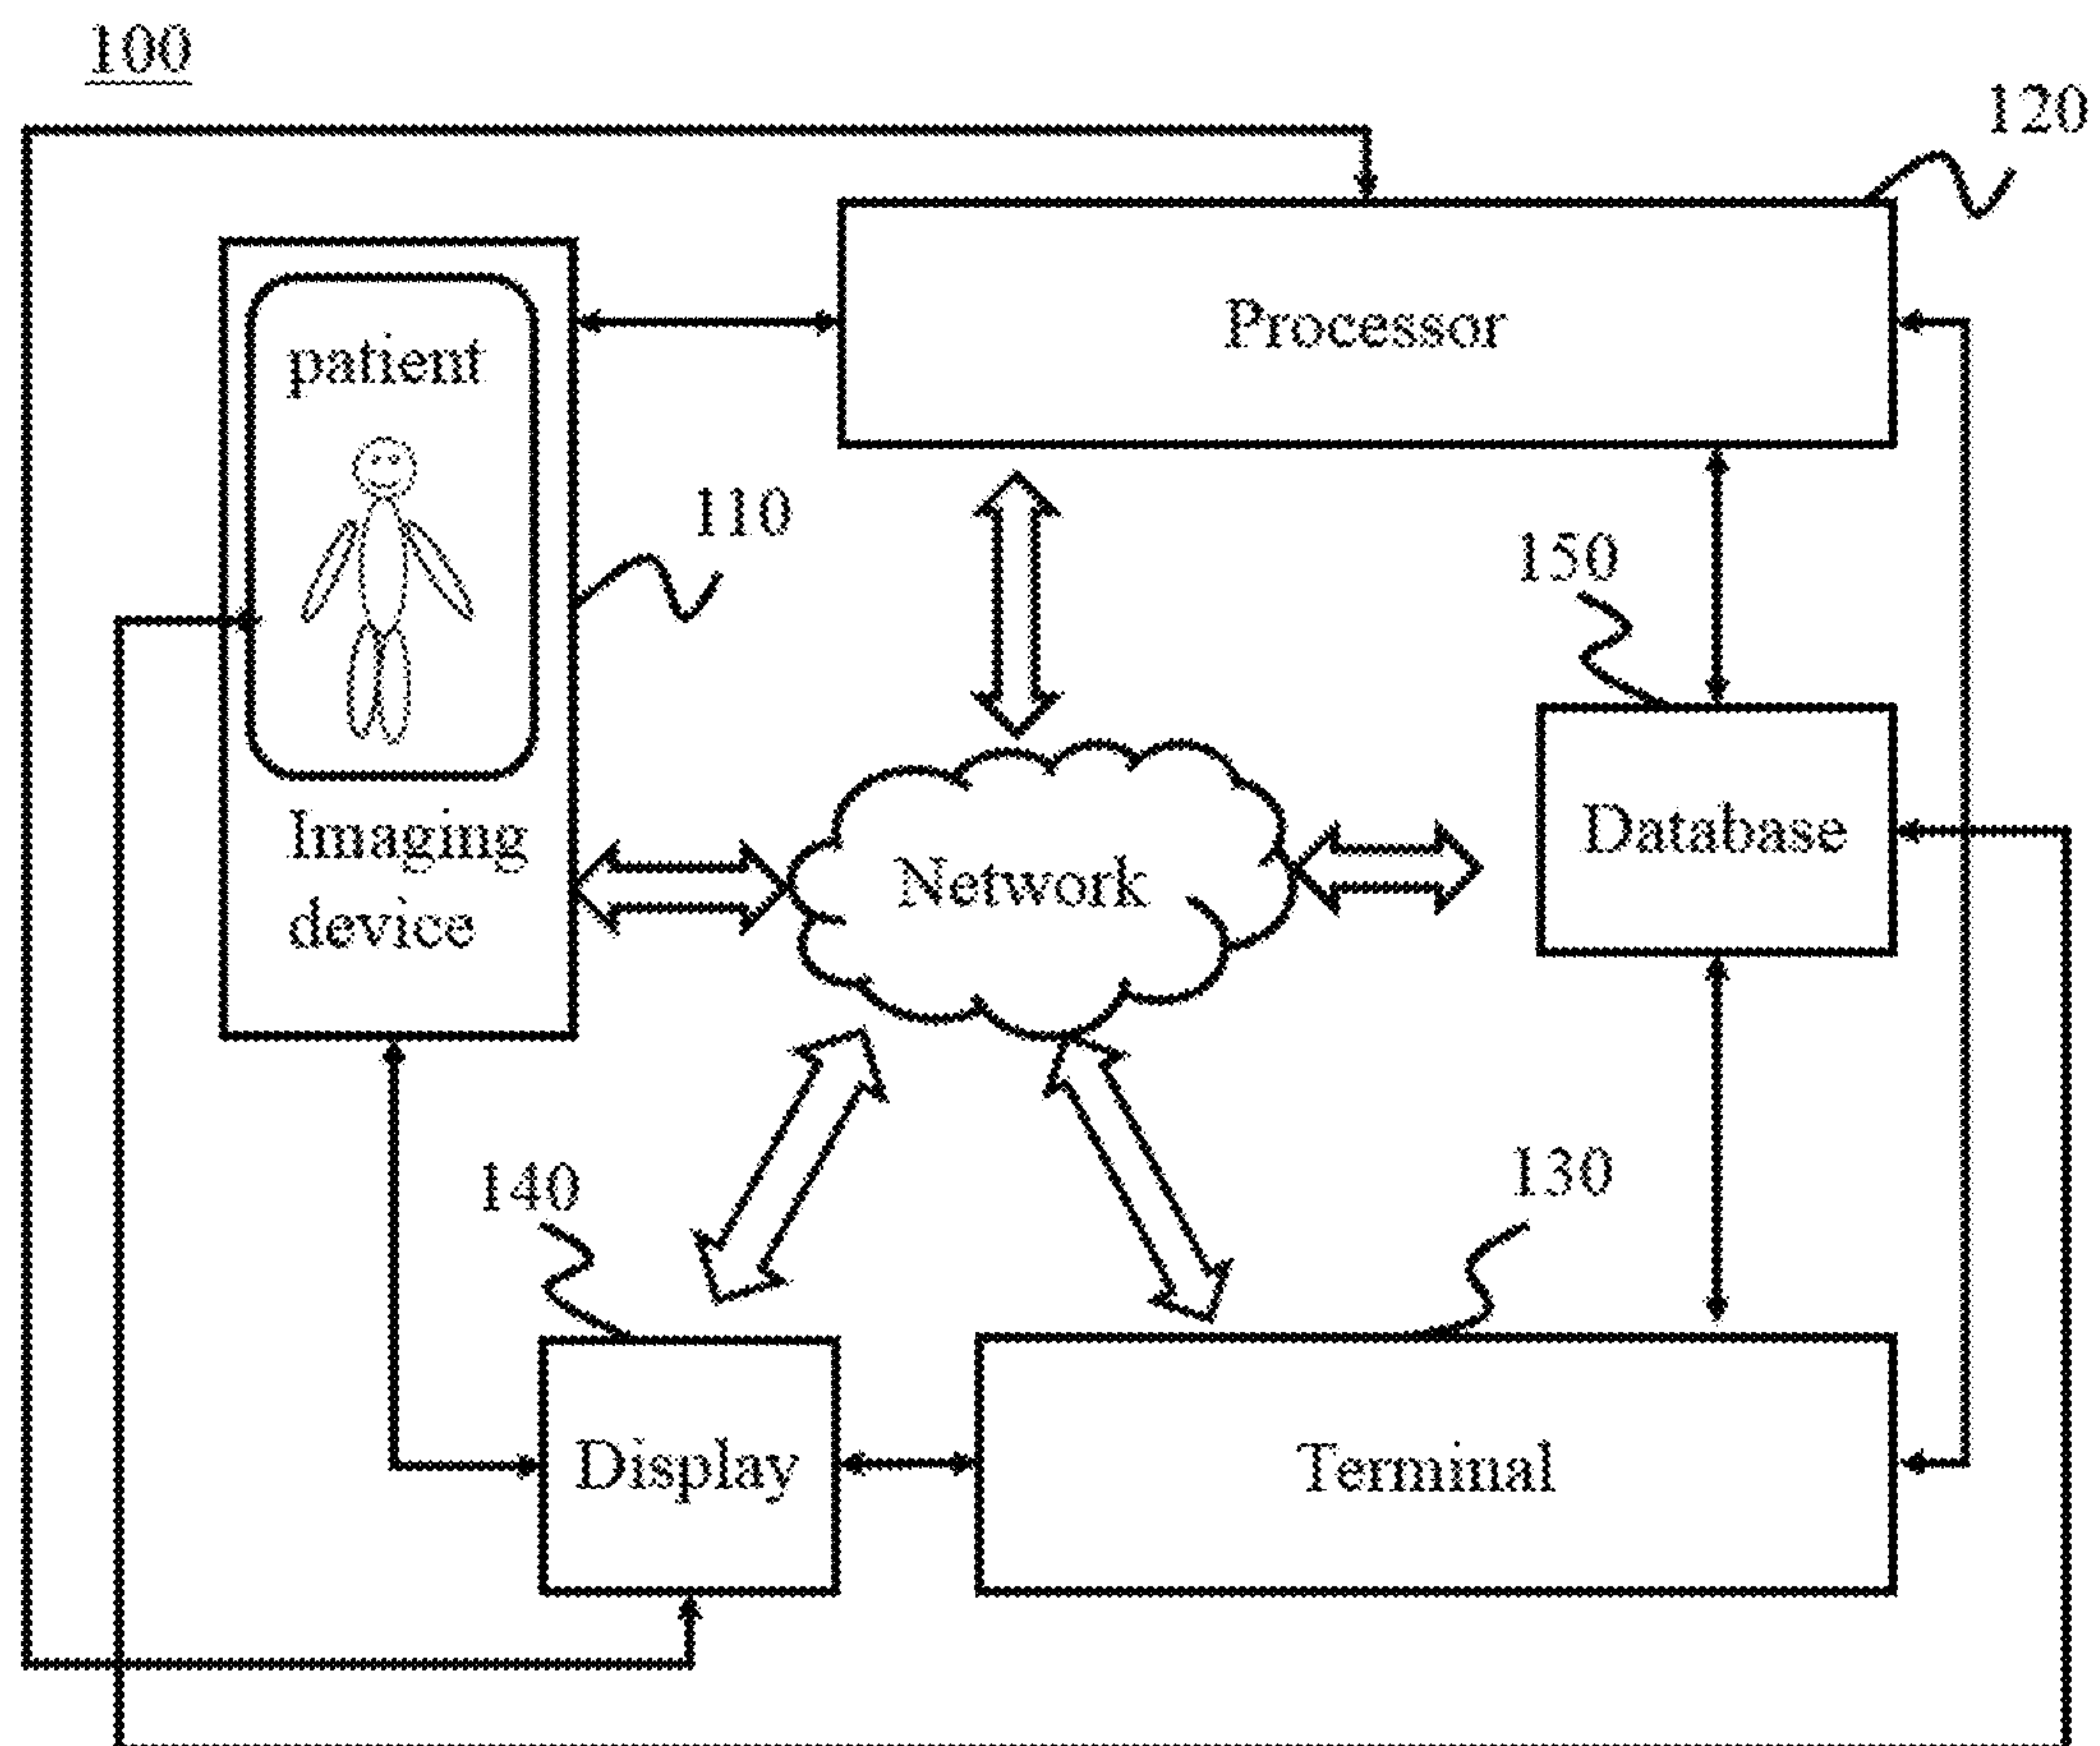 100
120
Processor
patient
110
150
Imaging
device
Network
Database
140
130
Display
Terminal